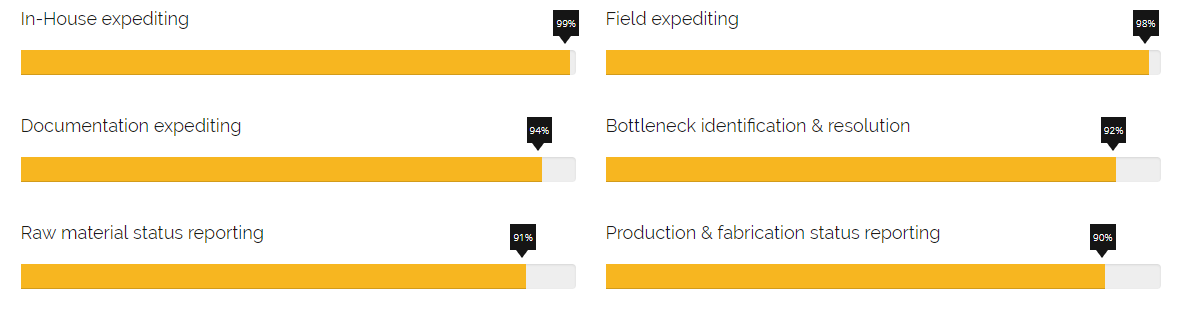 In-House expediting
99%
Field expediting
98%
Documentation expediting
94%
Bottleneck identification & resolution
92%
Raw material status reporting
91%
Production & fabrication status reporting
90%